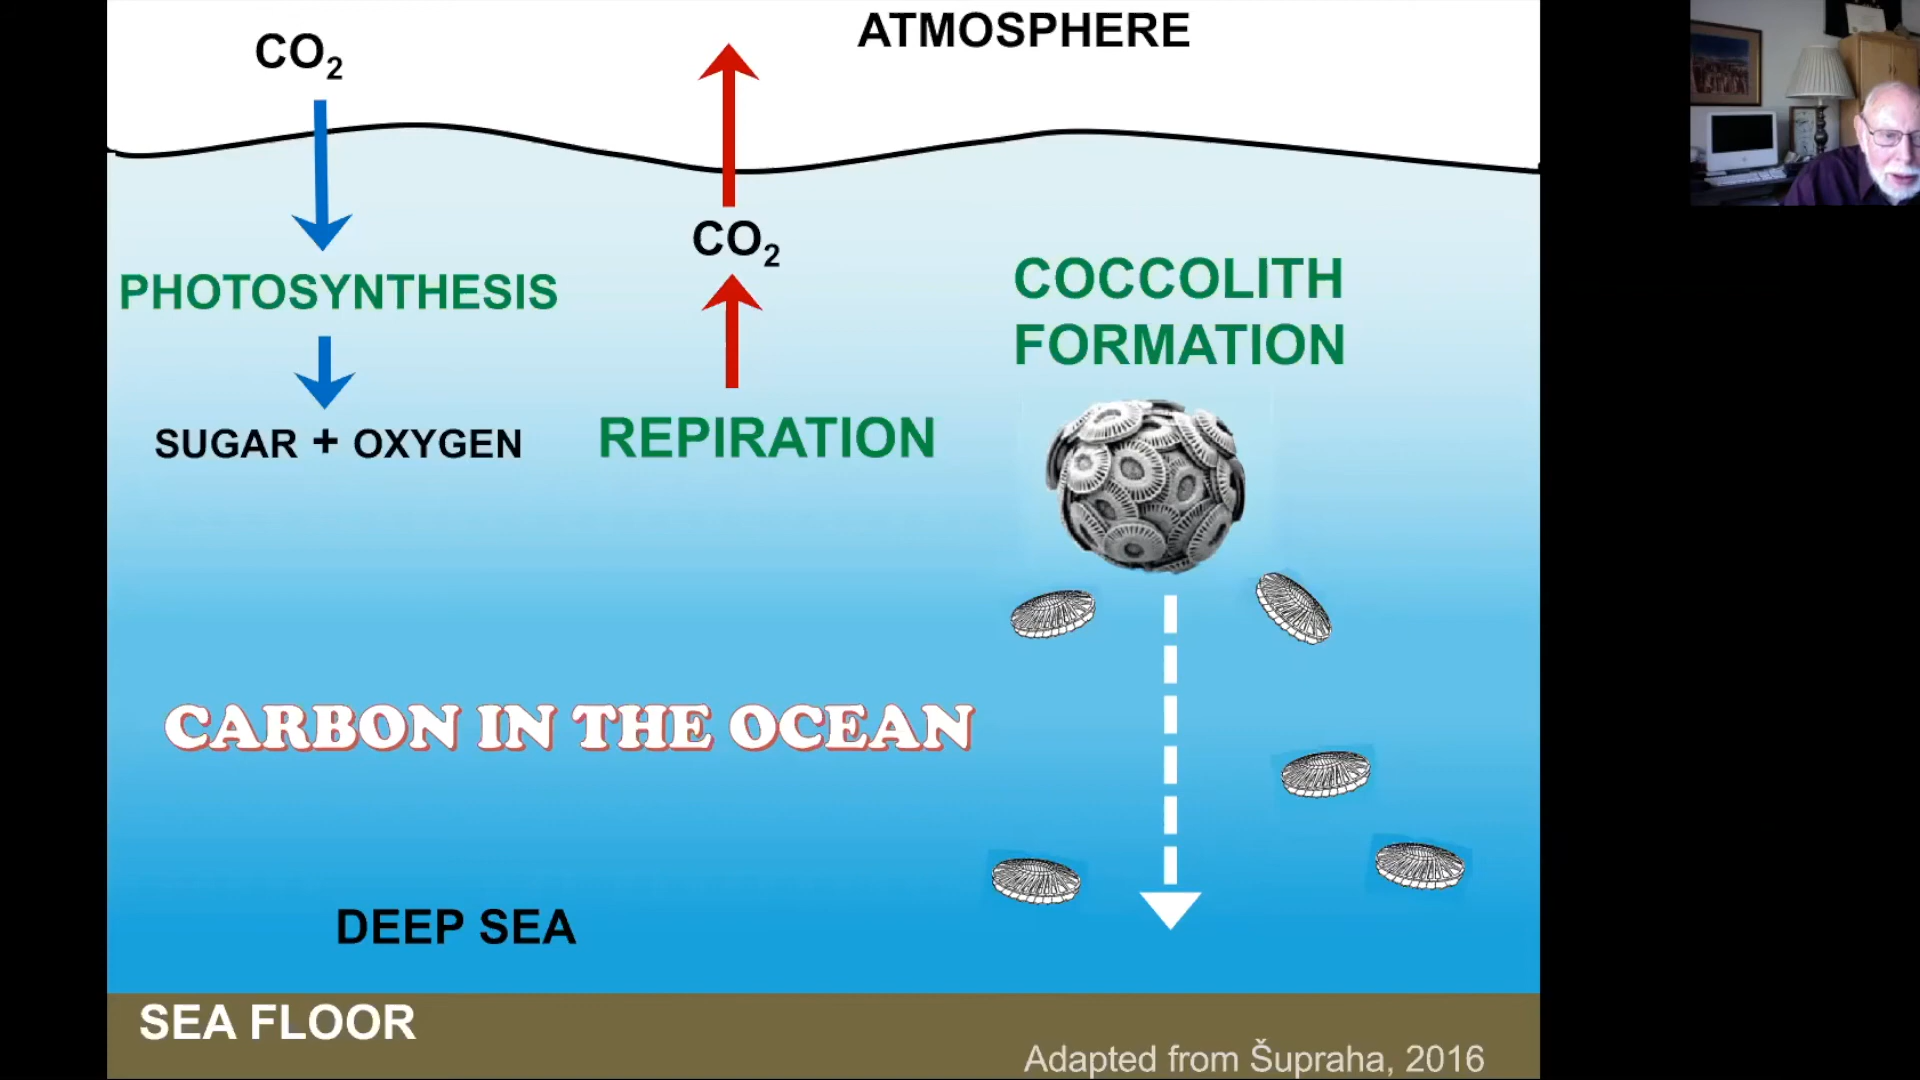 ATMOSPHERE
CO₂
CO₂
PHOTOSYNTHESIS
COCCOLITH
FORMATION
SUGAR + OXYGEN
REPIRATION
CARBON IN THE OCEAN
DEEP SEA
SEA FLOOR
Adapted from Šupraha, 2016